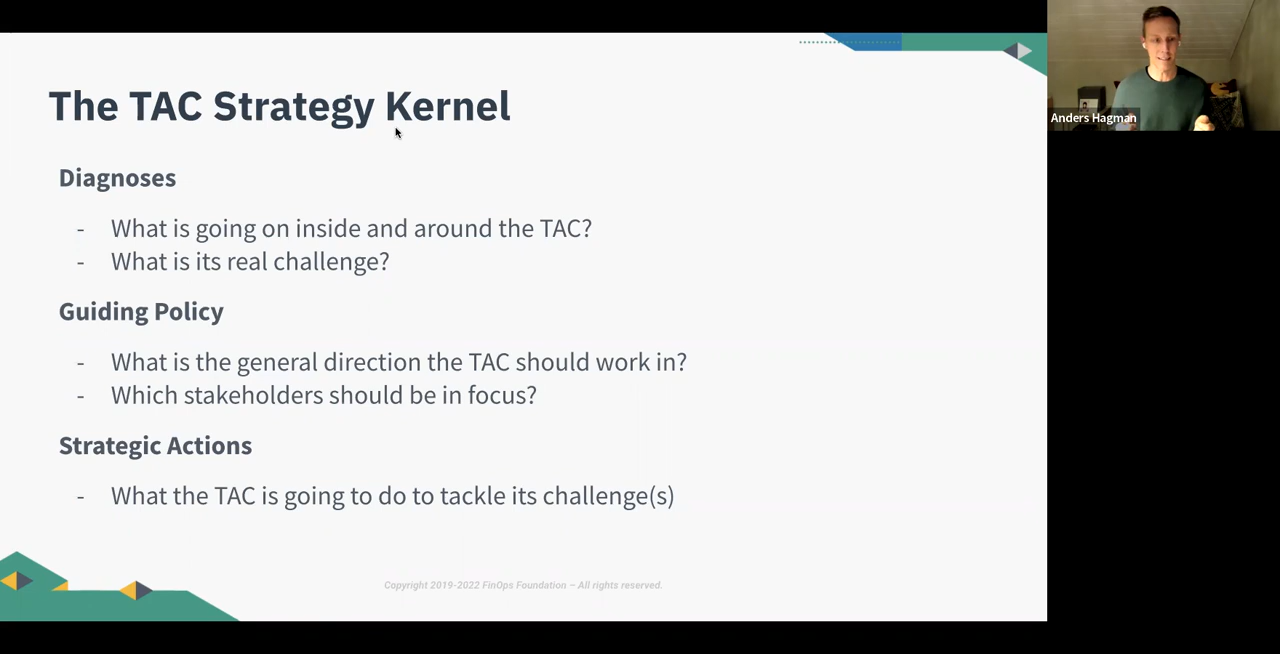 The TAC Strategy Kernel
Diagnoses
- What is going on inside and around the TAC?
- What is its real challenge?
Guiding Policy
- What is the general direction the TAC should work in?
- Which stakeholders should be in focus?
Strategic Actions
- What the TAC is going to do to tackle its challenge(s)
Copyright 2019-2022 FinOps Foundation – All rights reserved.
Anders Hagman